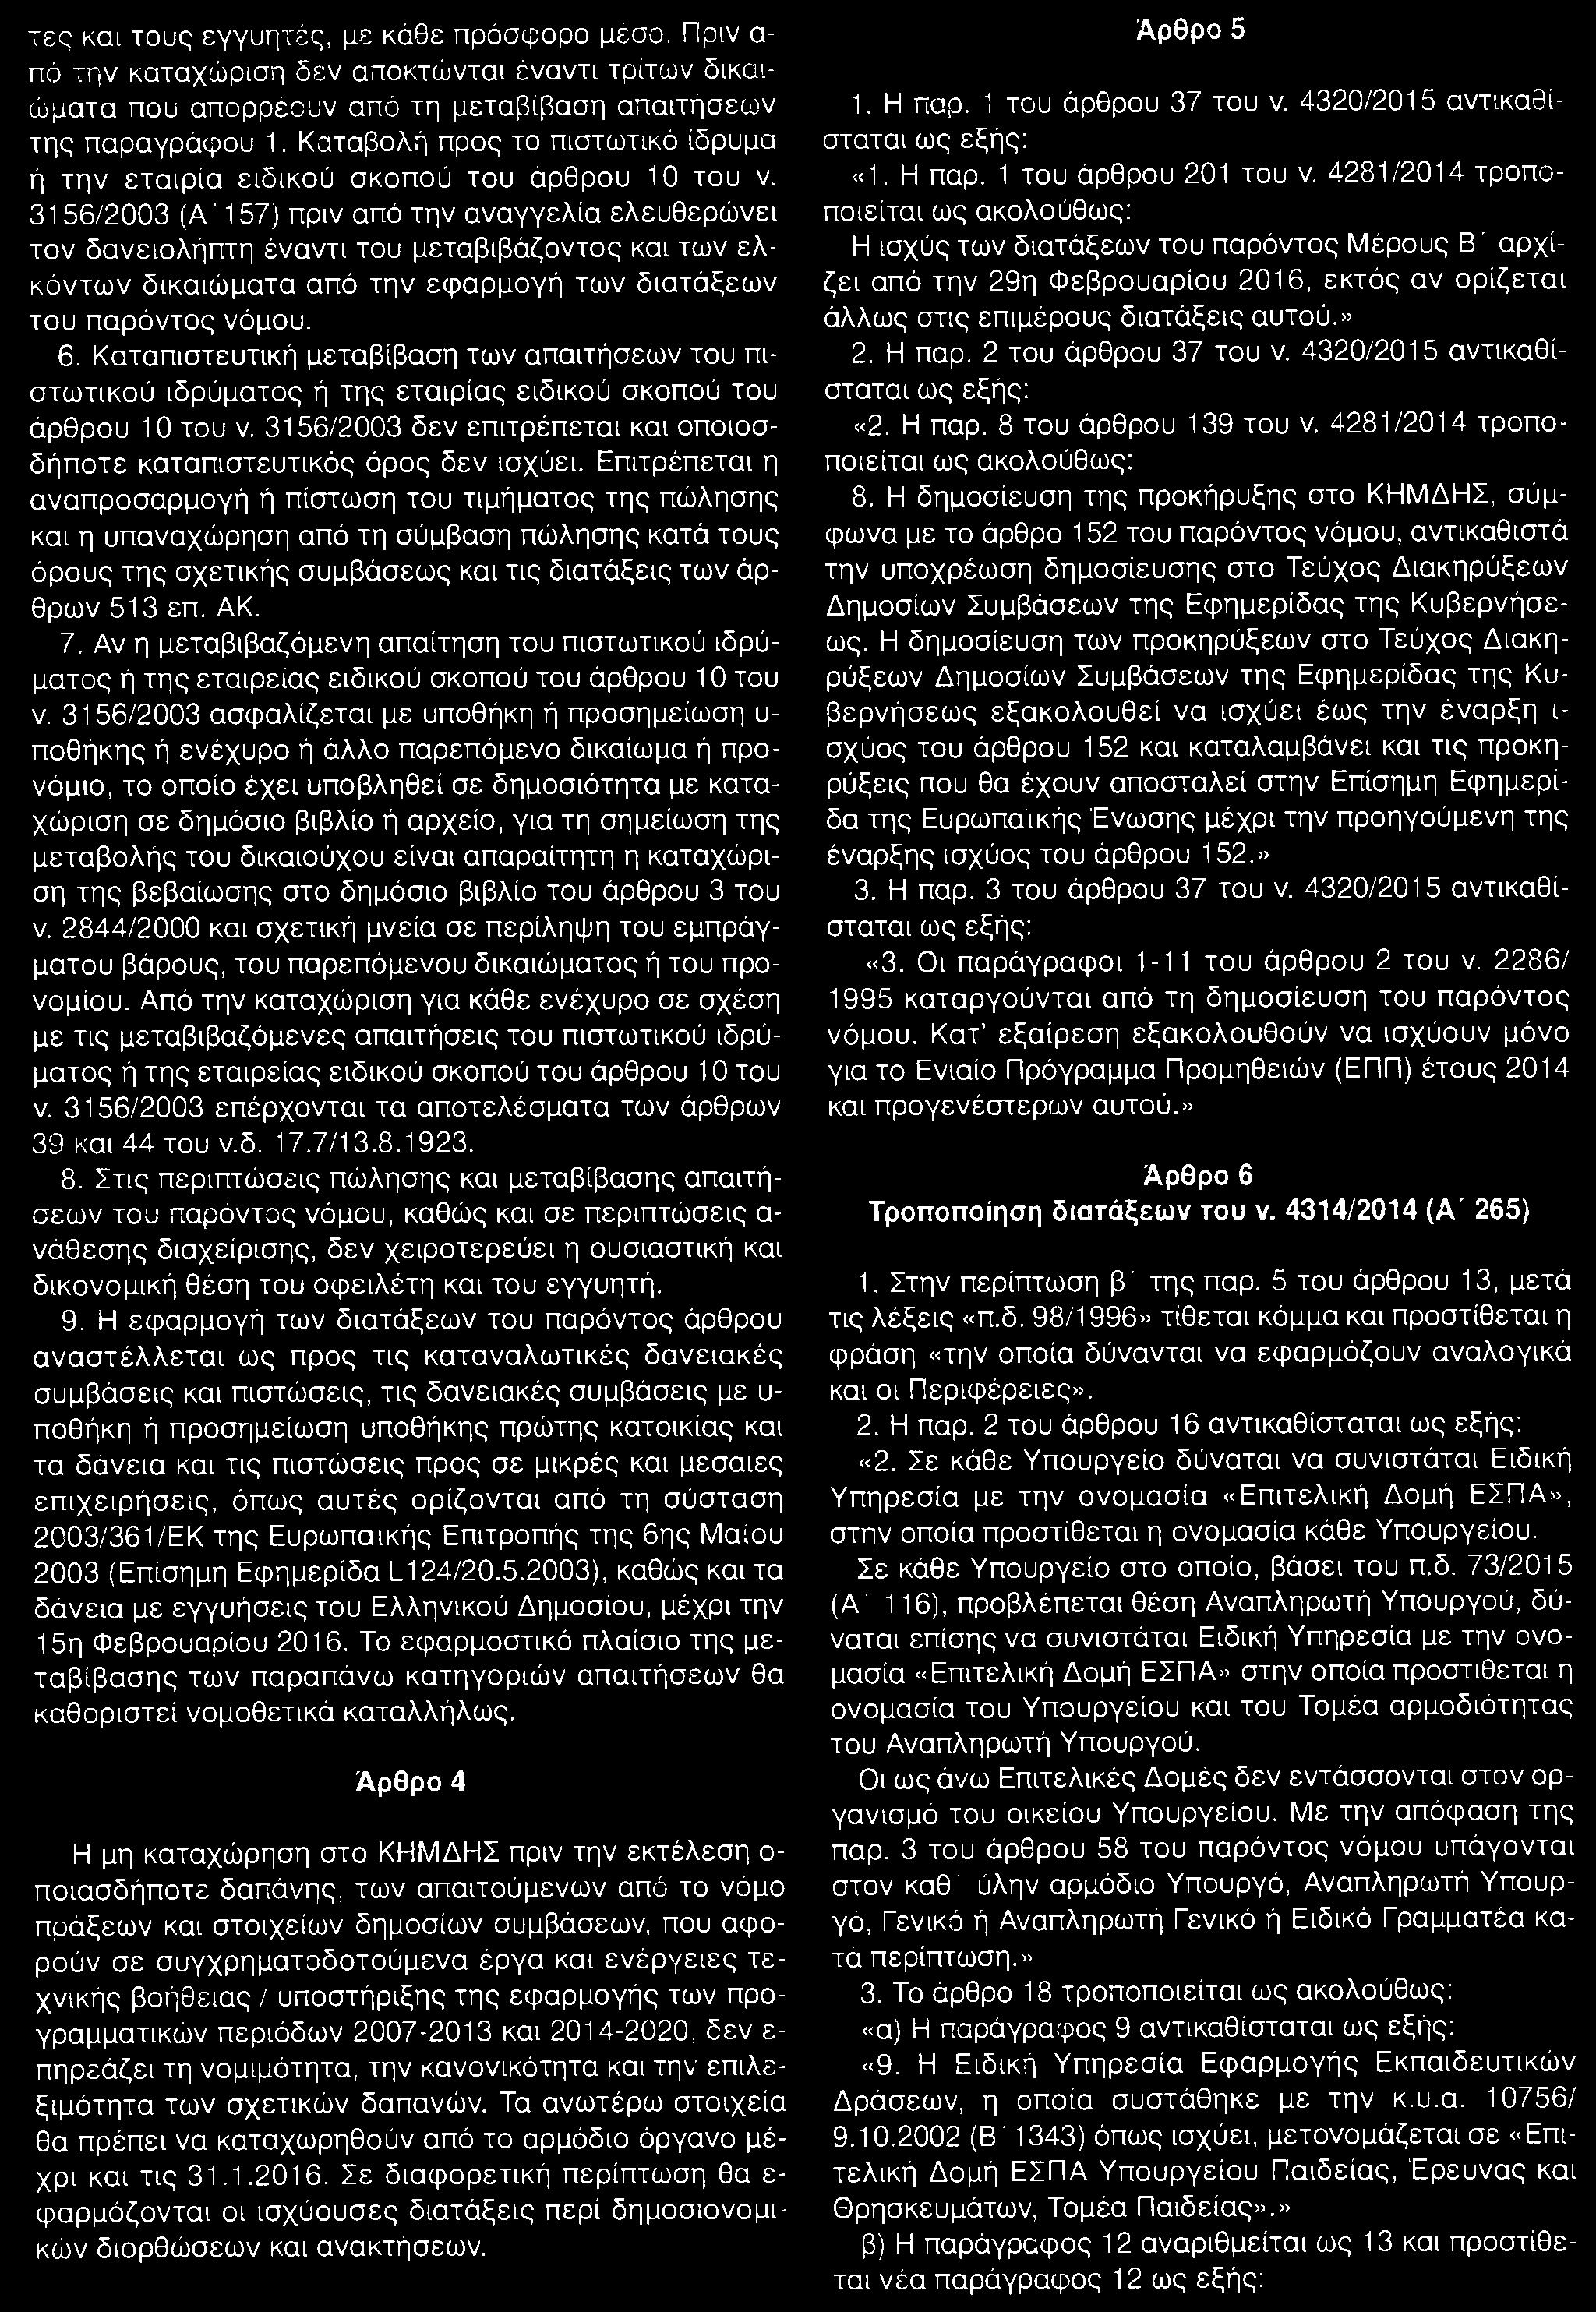 τες και τους εγγυητές, με κάθε πρόσφορο μέσο. Πριν α-
πό την καταχώριση δεν αποκτώνται έναντι τρίτων δικαι-
ώματα που απορρέουν από τη μεταβίβαση απαιτήσεων
της παραγράφου 1. Καταβολή προς το πιστωτικό ίδρυμα
ή την εταιρία ειδικού σκοπού του άρθρου 10 του ν.
3156/2003 (Α΄157) πριν από την αναγγελία ελευθερώνει
τον δανειολήπτη έναντι του μεταβιβάζοντος και των ελ-
κόντων δικαιώματα από την εφαρμογή των διατάξεων
του παρόντος νόμου.
6. Καταπιστευτική μεταβίβαση των απαιτήσεων του πι-
στωτικού ιδρύματος ή της εταιρίας ειδικού σκοπού του
άρθρου 10 του ν. 3156/2003 δεν επιτρέπεται και οποιοσ-
δήποτε καταπιστευτικός όρος δεν ισχύει. Επιτρέπεται η
αναπροσαρμογή ή πίστωση του τιμήματος της πώλησης
και η υπαναχώρηση από τη σύμβαση πώλησης κατά τους
όρους της σχετικής συμβάσεως και τις διατάξεις των άρ-
θρων 513 επ. ΑΚ.
7. Αν η μεταβιβαζόμενη απαίτηση του πιστωτικού ιδρύ-
ματος ή της εταιρείας ειδικού σκοπού του άρθρου 10 του
ν. 3156/2003 ασφαλίζεται με υποθήκη ή προσημείωση υ-
ποθήκης ή ενέχυρο ή άλλο παρεπόμενο δικαίωμα ή προ-
νόμιο, το οποίο έχει υποβληθεί σε δημοσιότητα με κατα-
χώριση σε δημόσιο βιβλίο ή αρχείο, για τη σημείωση της
μεταβολής του δικαιούχου είναι απαραίτητη η καταχώρι-
ση της βεβαίωσης στο δημόσιο βιβλίο του άρθρου 3 του
ν. 2844/2000 και σχετική μνεία σε περίληψη του εμπράγ-
ματου βάρους, του παρεπόμενου δικαιώματος ή του προ-
νομίου. Από την καταχώριση για κάθε ενέχυρο σε σχέση
με τις μεταβιβαζόμενες απαιτήσεις του πιστωτικού ιδρύ-
ματος ή της εταιρείας ειδικού σκοπού του άρθρου 10 του
ν. 3156/2003 επέρχονται τα αποτελέσματα των άρθρων
39 και 44 του ν.δ. 17.7/13.8.1923.
8. Στις περιπτώσεις πώλησης και μεταβίβασης απαιτή-
σεων του παρόντος νόμου, καθώς και σε περιπτώσεις α-
νάθεσης διαχείρισης, δεν χειροτερεύει η ουσιαστική και
δικονομική θέση του οφειλέτη και του εγγυητή.
9. Η εφαρμογή των διατάξεων του παρόντος άρθρου
αναστέλλεται ως προς τις καταναλωτικές δανειακές
συμβάσεις και πιστώσεις, τις δανειακές συμβάσεις με υ-
ποθήκη ή προσημείωση υποθήκης πρώτης κατοικίας και
τα δάνεια και τις πιστώσεις προς σε μικρές και μεσαίες
επιχειρήσεις, όπως αυτές ορίζονται από τη σύσταση
2003/361/ΕΚ της Ευρωπαικής Επιτροπής της 6ης Μαΐου
2003 (Επίσημη Εφημερίδα L124/20.5.2003), καθώς και τα
δάνεια με εγγυήσεις του Ελληνικού Δημοσίου, μέχρι την
15η Φεβρουαρίου 2016. Το εφαρμοστικό πλαίσιο της με-
ταβίβασης των παραπάνω κατηγοριών απαιτήσεων θα
καθοριστεί νομοθετικά καταλλήλως.
Άρθρο 4
Η μη καταχώρηση στο ΚΗΜΔΗΣ πριν την εκτέλεση ο-
ποιασδήποτε δαπάνης, των απαιτούμενων από το νόμο
πράξεων και στοιχείων δημοσίων συμβάσεων, που αφο-
ρούν σε συγχρηματοδοτούμενα έργα και ενέργειες τε-
χνικής βοήθειας / υποστήριξης της εφαρμογής των προ-
γραμματικών περιόδων 2007-2013 και 2014-2020, δεν ε-
πηρεάζει τη νομιμότητα, την κανονικότητα και την επιλε-
ξιμότητα των σχετικών δαπανών. Τα ανωτέρω στοιχεία
θα πρέπει να καταχωρηθούν από το αρμόδιο όργανο μέ-
χρι και τις 31.1.2016. Σε διαφορετική περίπτωση θα ε-
φαρμόζονται οι ισχύουσες διατάξεις περί δημοσιονομι-
κών διορθώσεων και ανακτήσεων.
Άρθρο 5
1. Η παρ. 1 του άρθρου 37 του ν. 4320/2015 αντικαθί-
σταται ως εξής:
«1. Η παρ. 1 του άρθρου 201 του ν. 4281/2014 τροπο-
ποιείται ως ακολούθως:
Η ισχύς των διατάξεων του παρόντος Μέρους Β΄ αρχί-
ζει από την 29η Φεβρουαρίου 2016, εκτός αν ορίζεται
άλλως στις επιμέρους διατάξεις αυτού.»
2. Η παρ. 2 του άρθρου 37 του ν. 4320/2015 αντικαθί-
σταται ως εξής:
«2. Η παρ. 8 του άρθρου 139 του ν. 4281/2014 τροπο-
ποιείται ως ακολούθως:
8. Η δημοσίευση της προκήρυξης στο ΚΗΜΔΗΣ, σύμ-
φωνα με το άρθρο 152 του παρόντος νόμου, αντικαθιστά
την υποχρέωση δημοσίευσης στο Τεύχος Διακηρύξεων
Δημοσίων Συμβάσεων της Εφημερίδας της Κυβερνήσε-
ως. Η δημοσίευση των προκηρύξεων στο Τεύχος Διακη-
ρύξεων Δημοσίων Συμβάσεων της Εφημερίδας της Κυ-
βερνήσεως εξακολουθεί να ισχύει έως την έναρξη ι-
σχύος του άρθρου 152 και καταλαμβάνει και τις προκη-
ρύξεις που θα έχουν αποσταλεί στην Επίσημη Εφημερί-
δα της Ευρωπαϊκής Ένωσης μέχρι την προηγούμενη της
έναρξης ισχύος του άρθρου 152.»
3. Η παρ. 3 του άρθρου 37 του ν. 4320/2015 αντικαθί-
σταται ως εξής:
«3. Οι παράγραφοι 1-11 του άρθρου 2 του ν. 2286/
1995 καταργούνται από τη δημοσίευση του παρόντος
νόμου. Κατ’ εξαίρεση εξακολουθούν να ισχύουν μόνο
για το Ενιαίο Πρόγραμμα Προμηθειών (ΕΠΠ) έτους 2014
και προγενέστερων αυτού.»
Άρθρο 6
Τροποποίηση διατάξεων του ν. 4314/2014 (Α΄ 265)
1. Στην περίπτωση β΄ της παρ. 5 του άρθρου 13, μετά
τις λέξεις «π.δ. 98/1996» τίθεται κόμμα και προστίθεται η
φράση «την οποία δύνανται να εφαρμόζουν αναλογικά
και οι Περιφέρειες».
2. Η παρ. 2 του άρθρου 16 αντικαθίσταται ως εξής:
«2. Σε κάθε Υπουργείο δύναται να συνιστάται Ειδική
Υπηρεσία με την ονομασία «Επιτελική Δομή ΕΣΠΑ»,
στην οποία προστίθεται η ονομασία κάθε Υπουργείου.
Σε κάθε Υπουργείο στο οποίο, βάσει του π.δ. 73/2015
(Α΄ 116), προβλέπεται θέση Αναπληρωτή Υπουργού, δύ-
ναται επίσης να συνιστάται Ειδική Υπηρεσία με την ονο-
μασία «Επιτελική Δομή ΕΣΠΑ» στην οποία προστιθεται η
ονομασία του Υπουργείου και του Τομέα αρμοδιότητας
του Αναπληρωτή Υπουργού.
Οι ως άνω Επιτελικές Δομές δεν εντάσσονται στον ορ-
γανισμό του οικείου Υπουργείου. Με την απόφαση της
παρ. 3 του άρθρου 58 του παρόντος νόμου υπάγονται
στον καθ΄ ύλην αρμόδιο Υπουργό, Αναπληρωτή Υπουρ-
γό, Γενικό ή Αναπληρωτή Γενικό ή Ειδικό Γραμματέα κα-
τά περίπτωση.»
3. Το άρθρο 18 τροποποιείται ως ακολούθως:
«α) Η παράγραφος 9 αντικαθίσταται ως εξής:
«9. Η Ειδική Υπηρεσία Εφαρμογής Εκπαιδευτικών
Δράσεων, η οποία συστάθηκε με την κ.υ.α. 10756/
9.10.2002 (Β΄1343) όπως ισχύει, μετονομάζεται σε «Επι-
τελική Δομή ΕΣΠΑ Υπουργείου Παιδείας, Έρευνας και
Θρησκευμάτων, Τομέα Παιδείας».»
β) Η παράγραφος 12 αναριθμείται ως 13 και προστίθε-
ται νέα παράγραφος 12 ως εξής: